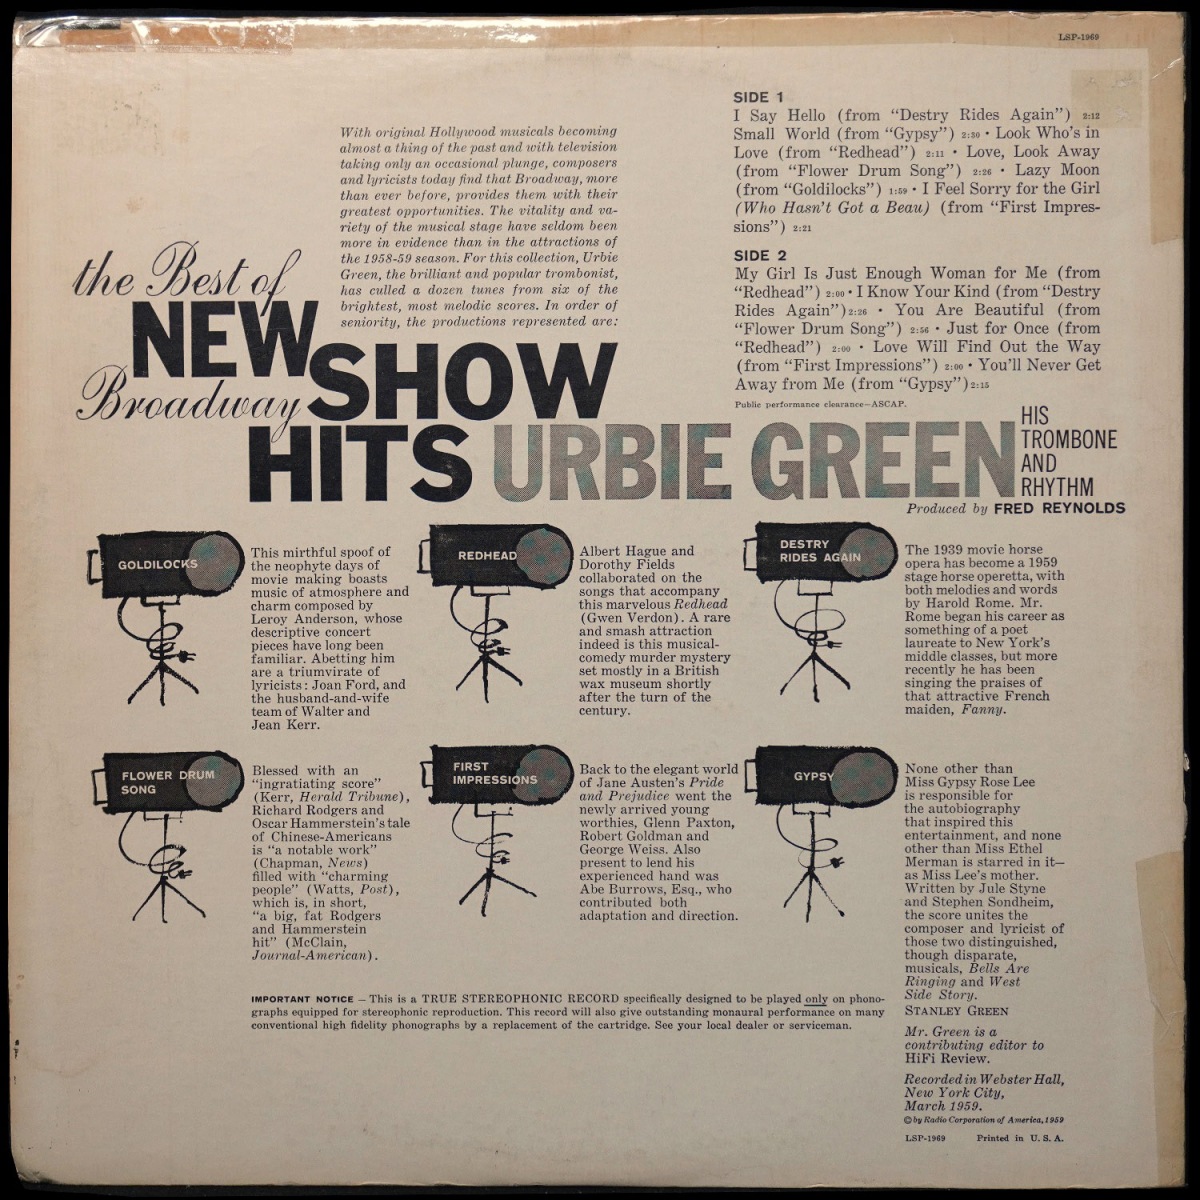 LSP-1969
SIDE 1
I Say Hello (from “Destry Rides Again”) 2:12
Small World (from “Gypsy”) 2:30 • Look Who's in
Love (from “Redhead”) 2:11 • Love, Look Away
(from “Flower Drum Song”) 2:26 • Lazy Moon
(from “Goldilocks”) 1:59 • I Feel Sorry for the Girl
(Who Hasn't Got a Beau) (from “First Impres-
sions”) 2:21
SIDE 2
My Girl Is Just Enough Woman for Me (from
“Redhead”) 2:00 • I Know Your Kind (from “Destry
Rides Again”) 2:26 • You Are Beautiful (from
“Flower Drum Song”) 2:56 • Just for Once (from
“Redhead”) 2:00 • Love Will Find Out the Way
(from “First Impressions”) 2:00 • You'll Never Get
Away from Me (from “Gypsy”) 2:15
Public performance clearance—ASCAP.
With original Hollywood musicals becoming
almost a thing of the past and with television
taking only an occasional plunge, composers
and lyricists today find that Broadway, more
than ever before, provides them with their
greatest opportunities. The vitality and va-
riety of the musical stage have seldom been
more in evidence than in the attractions of
the 1958-59 season. For this collection, Urbie
Green, the brilliant and popular trombonist,
has culled a dozen tunes from six of the
brightest, most melodic scores. In order of
seniority, the productions represented are:
the Best of
NEW
Broadway SHOW
HITS URBIE GREEN
HIS
TROMBONE
AND
RHYTHM
Produced by FRED REYNOLDS
GOLDILOCKS
This mirthful spoof of
the neophyte days of
movie making boasts
music of atmosphere and
charm composed by
Leroy Anderson, whose
descriptive concert
pieces have long been
familiar. Abetting him
are a triumvirate of
lyricists: Joan Ford, and
the husband-and-wife
team of Walter and
Jean Kerr.
REDHEAD
Albert Hague and
Dorothy Fields
collaborated on the
songs that accompany
this marvelous Redhead
(Gwen Verdon). A rare
and smash attraction
indeed is this musical-
comedy murder mystery
set mostly in a British
wax museum shortly
after the turn of the
century.
DESTRY
RIDES AGAIN
The 1939 movie horse
opera has become a 1959
stage horse operetta, with
both melodies and words
by Harold Rome. Mr.
Rome began his career as
something of a poet
laureate to New York's
middle classes, but more
recently he has been
singing the praises of
that attractive French
maiden, Fanny.
FLOWER DRUM
SONG
Blessed with an
“ingratiating score”
(Kerr, Herald Tribune),
Richard Rodgers and
Oscar Hammerstein's tale
of Chinese-Americans
is “a notable work”
(Chapman, News)
filled with “charming
people” (Watts, Post),
which is, in short,
“a big, fat Rodgers
and Hammerstein
hit” (McClain,
Journal-American).
FIRST
IMPRESSIONS
Back to the elegant world
of Jane Austen's Pride
and Prejudice went the
newly arrived young
worthies, Glenn Paxton,
Robert Goldman and
George Weiss. Also
present to lend his
experienced hand was
Abe Burrows, Esq., who
contributed both
adaptation and direction.
GYPSY
None other than
Miss Gypsy Rose Lee
is responsible for
the autobiography
that inspired this
entertainment, and none
other than Miss Ethel
Merman is starred in it—
as Miss Lee's mother.
Written by Jule Styne
and Stephen Sondheim,
the score unites the
composer and lyricist of
those two distinguished,
though disparate,
musicals, Bells Are
Ringing and West
Side Story.
STANLEY GREEN
Mr. Green is a
contributing editor to
HiFi Review.
Recorded in Webster Hall,
New York City,
March 1959.
© by Radio Corporation of America, 1959
LSP-1969 Printed in U. S. A.
IMPORTANT NOTICE – This is a TRUE STEREOPHONIC RECORD specifically designed to be played only on phono-
graphs equipped for stereophonic reproduction. This record will also give outstanding monaural performance on many
conventional high fidelity phonographs by a replacement of the cartridge. See your local dealer or serviceman.